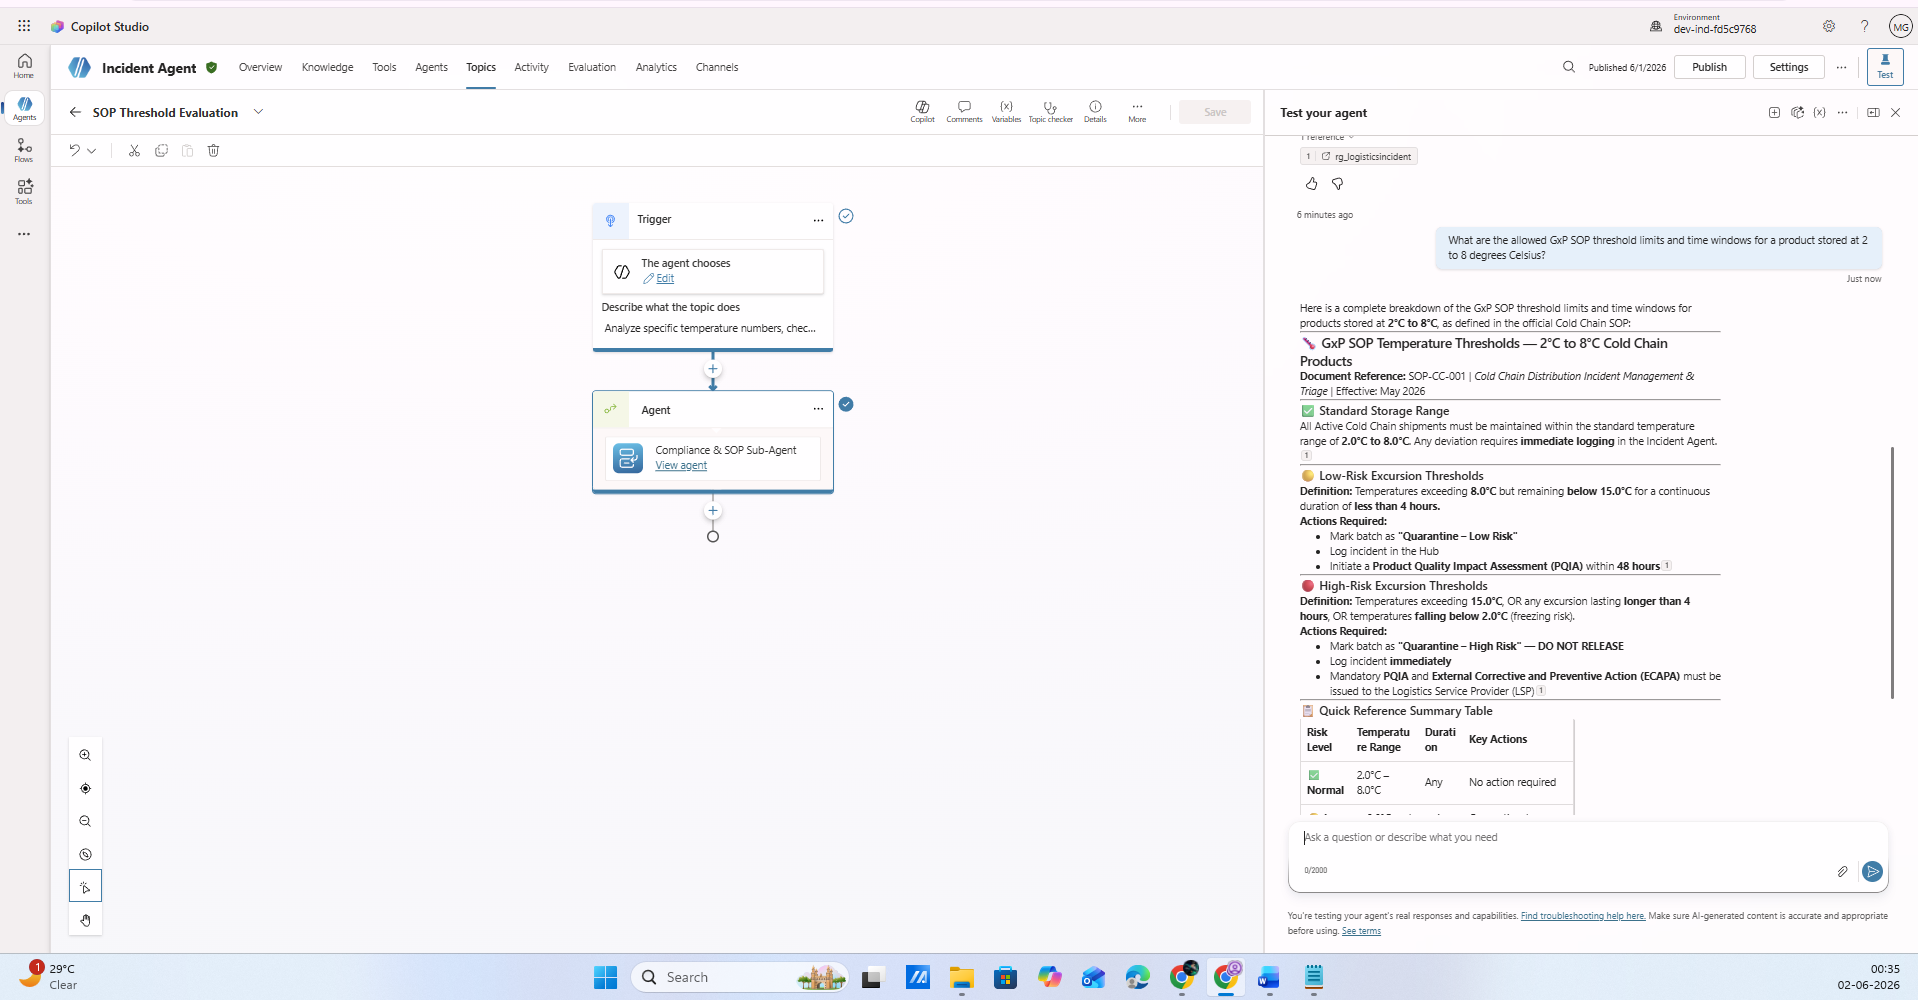 Copilot Studio
Environment
dev-ind-fd5c9768
MG
Home
Agents
Flows
Tools
Incident Agent
Overview
Knowledge
Tools
Agents
Topics
Activity
Evaluation
Analytics
Channels
Published 6/1/2026
Publish
Settings
Test
SOP Threshold Evaluation
Copilot
Comments
Variables
Topic checker
Details
More
Save
Trigger
The agent chooses
Edit
Describe what the topic does
Analyze specific temperature numbers, chec...
Agent
Compliance & SOP Sub-Agent
View agent
Test your agent
1 reference
1 rg_logisticsincident
6 minutes ago
What are the allowed GxP SOP threshold limits and time windows for a product stored at 2
to 8 degrees Celsius?
Just now
Here is a complete breakdown of the GxP SOP threshold limits and time windows for
products stored at 2°C to 8°C, as defined in the official Cold Chain SOP:
GxP SOP Temperature Thresholds — 2°C to 8°C Cold Chain
Products
Document Reference: SOP-CC-001 | Cold Chain Distribution Incident Management &
Triage | Effective: May 2026
Standard Storage Range
All Active Cold Chain shipments must be maintained within the standard temperature
range of 2.0°C to 8.0°C. Any deviation requires immediate logging in the Incident Agent.
1
Low-Risk Excursion Thresholds
Definition: Temperatures exceeding 8.0°C but remaining below 15.0°C for a continuous
duration of less than 4 hours.
Actions Required:
• Mark batch as "Quarantine – Low Risk"
• Log incident in the Hub
• Initiate a Product Quality Impact Assessment (PQIA) within 48 hours 1
High-Risk Excursion Thresholds
Definition: Temperatures exceeding 15.0°C, OR any excursion lasting longer than 4
hours, OR temperatures falling below 2.0°C (freezing risk).
Actions Required:
• Mark batch as "Quarantine – High Risk" — DO NOT RELEASE
• Log incident immediately
• Mandatory PQIA and External Corrective and Preventive Action (ECAPA) must be
issued to the Logistics Service Provider (LSP) 1
Quick Reference Summary Table
Risk Level Temperatu re Range Durati on Key Actions
Normal 2.0°C – 8.0°C Any No action required
Ask a question or describe what you need
0/2000
You're testing your agent's real responses and capabilities. Find troubleshooting help here. Make sure AI-generated content is accurate and appropriate
before using. See terms
1
29°C
Clear
Search
00:35
02-06-2026